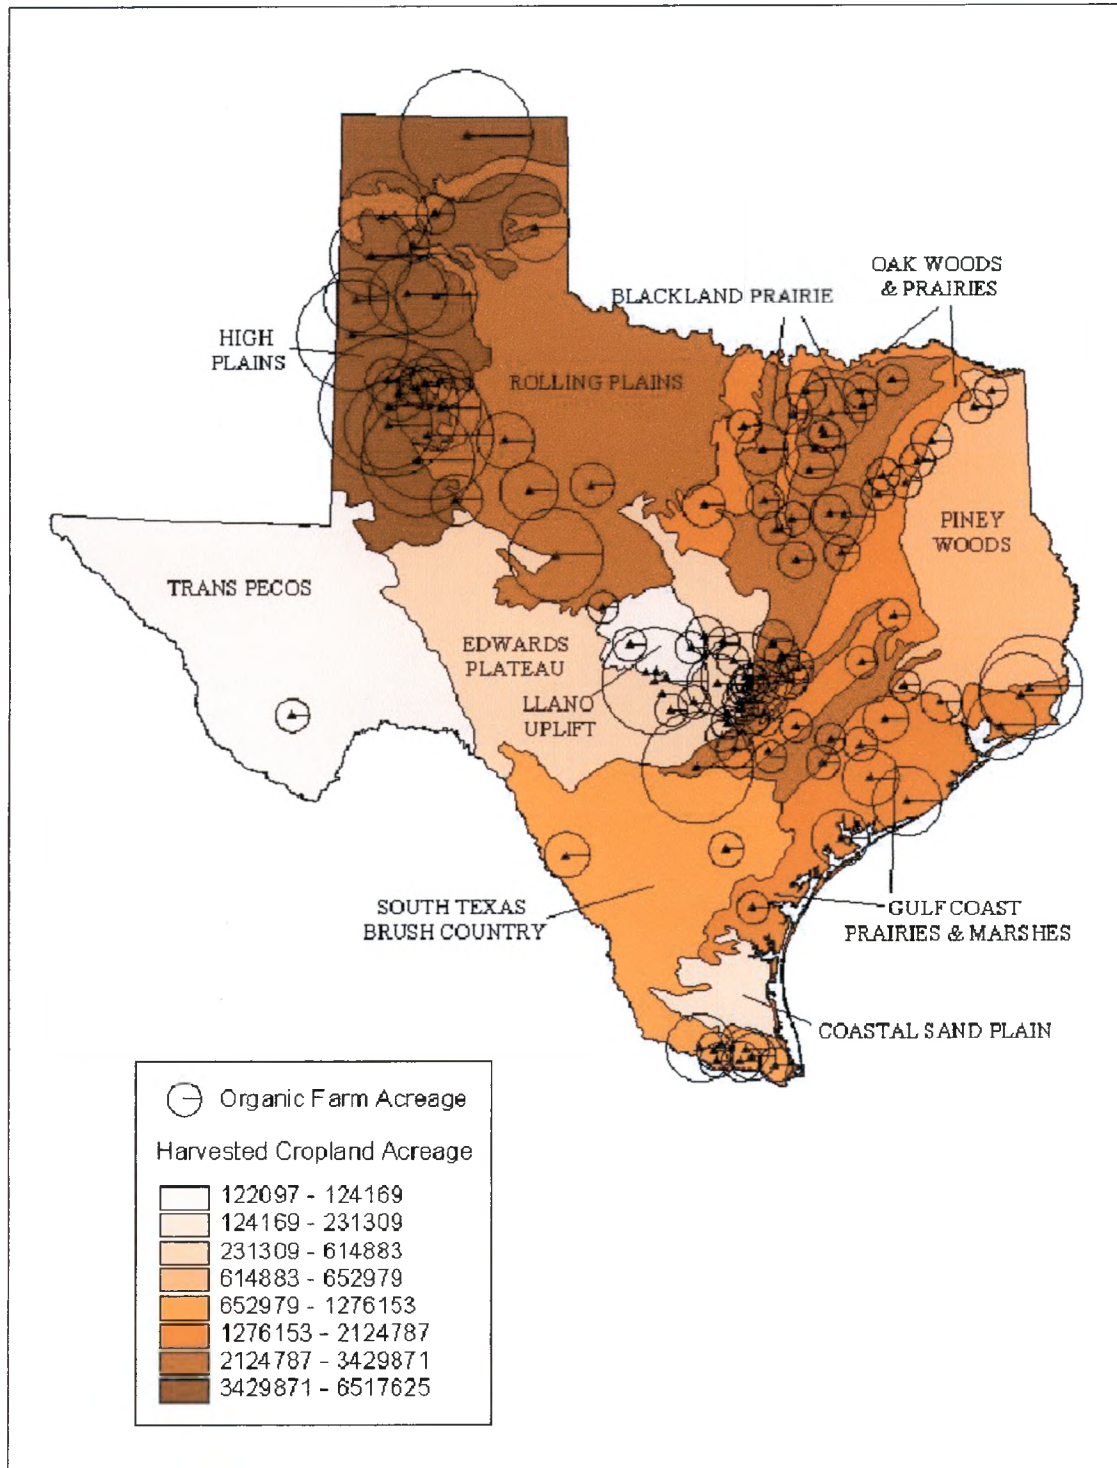 OAK WOODS
& PRAIRIES
BLACKLAND PRAIRIE
HIGH
PLAINS
ROLLING PLAINS
PINEY
WOODS
TRANS PECOS
EDWARDS
PLATEAU
LLANO
UPLIFT
SOUTH TEXAS
BRUSH COUNTRY
GULF COAST
PRAIRIES & MARSHES
COASTAL SAND PLAIN
Organic Farm Acreage
Harvested Cropland Acreage
122097 - 124169
124169 - 231309
231309 - 614883
614883 - 652979
652979 - 1276153
1276153 - 2124787
2124787 - 3429871
3429871 - 6517625